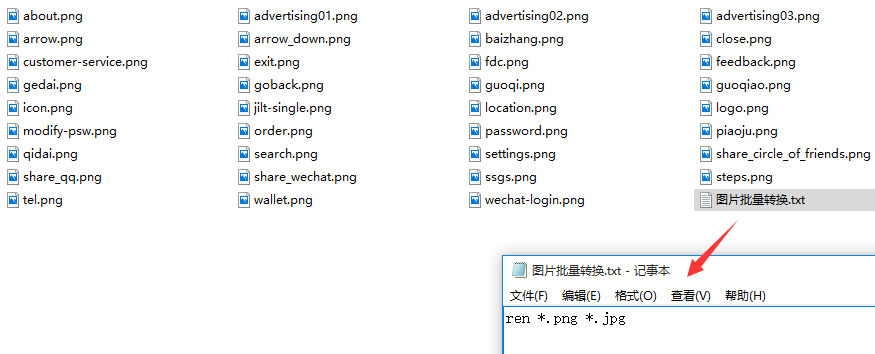 about.png advertising01.png advertising02.png advertising03.png
arrow.png arrow_down.png baizhang.png close.png
customer-service.png exit.png fdc.png feedback.png
gedai.png goback.png guoqi.png guoqiao.png
icon.png jilt-single.png location.png logo.png
modify-psw.png order.png password.png piaoju.png
qidai.png search.png settings.png share_circle_of_friends.png
share_qq.png share_wechat.png ssgs.png steps.png
tel.png wallet.png wechat-login.png 图片批量转换.txt
图片批量转换.txt - 记事本
文件(F) 编辑(E) 格式(O) 查看(V) 帮助(H)
ren *.png *.jpg